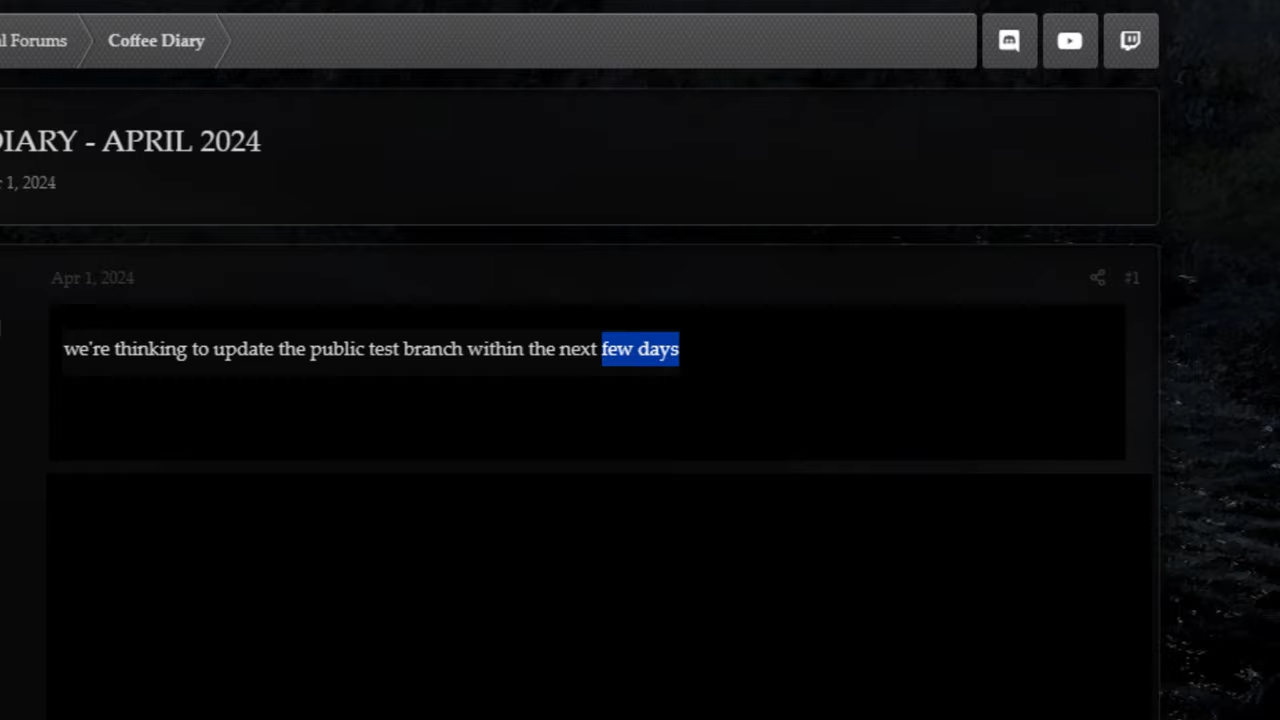 l Forums
Coffee Diary
DIARY - APRIL 2024
r 1, 2024
Apr 1, 2024
#1
we're thinking to update the public test branch within the next few days